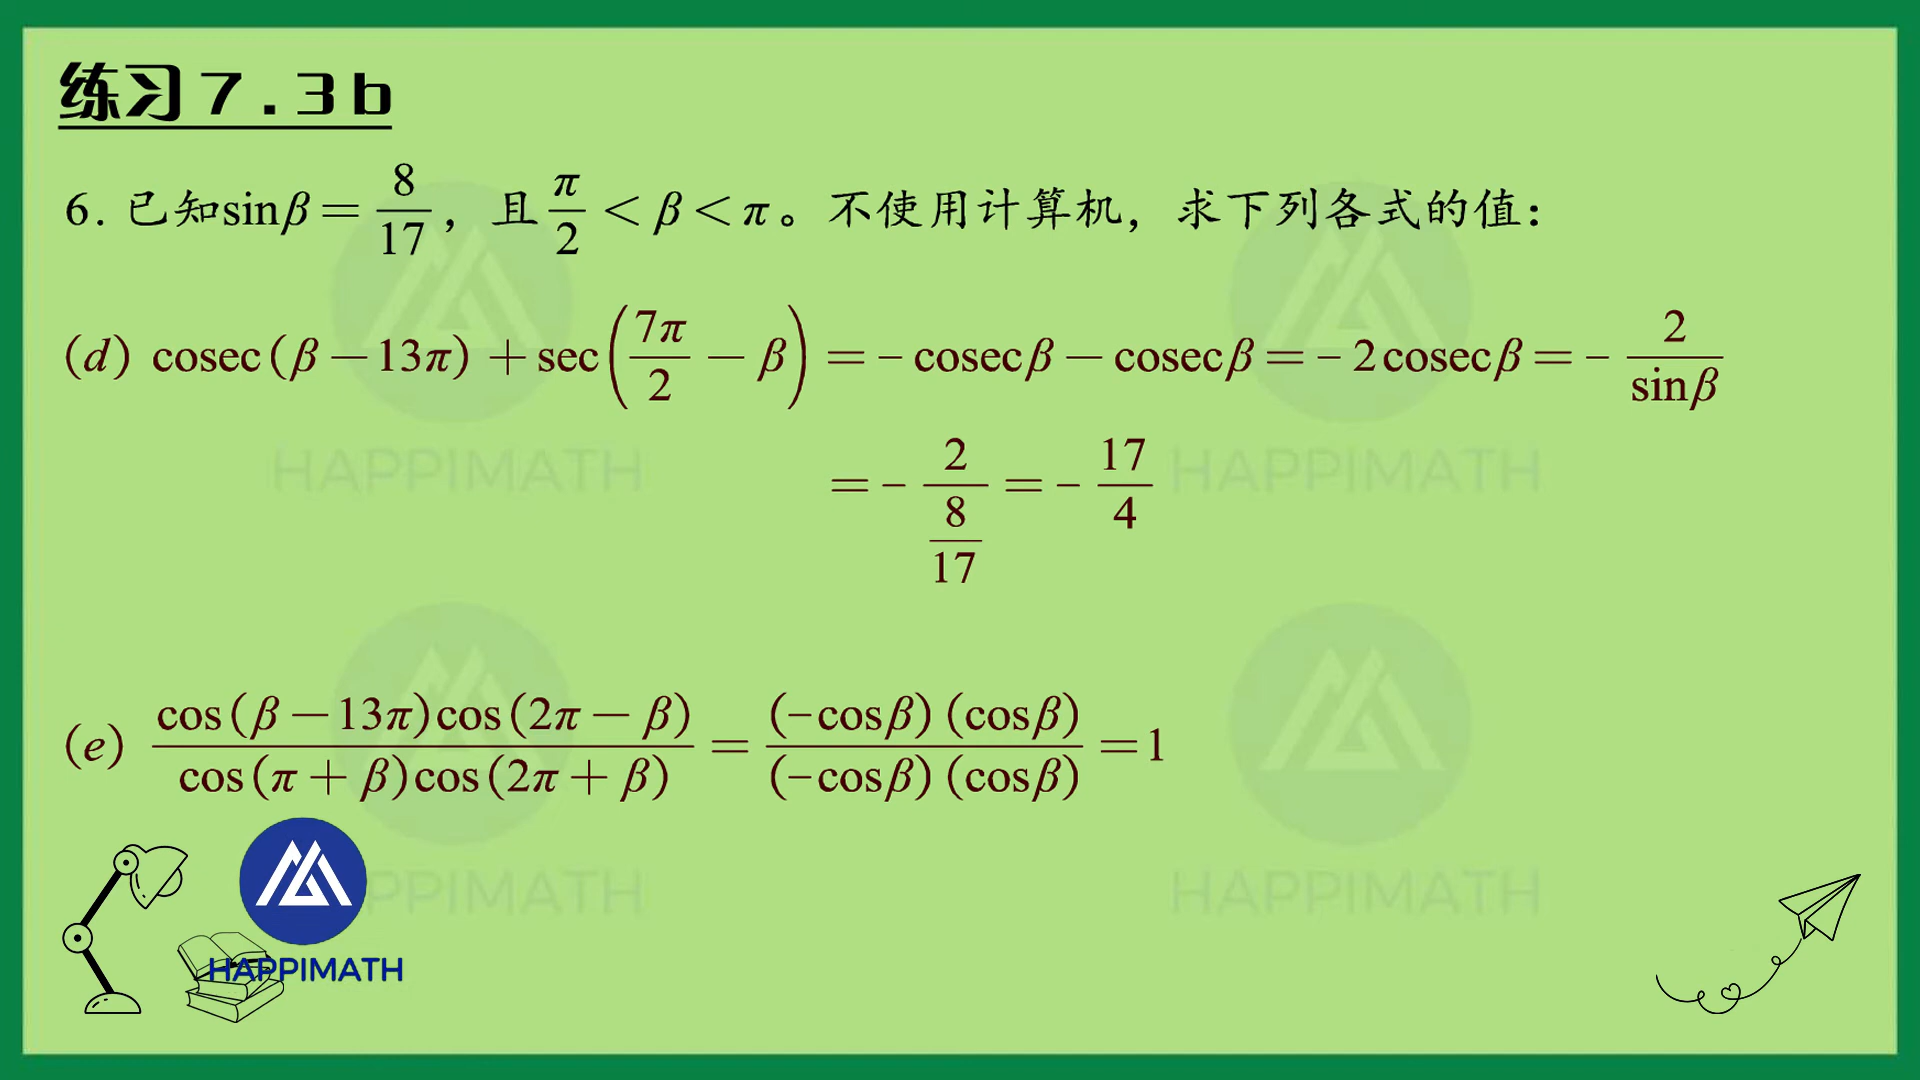 练习7.3b
6. 已知sinβ = 8/17，且 π/2 < β < π。不使用计算机，求下列各式的值：
(d) cosec(β − 13π) + sec(7π/2 − β) = − cosecβ − cosecβ = − 2cosecβ = − 2/sinβ
= − 2/(8/17) = − 17/4
(e) cos(β − 13π)cos(2π − β) / cos(π + β)cos(2π + β) = (−cosβ)(cosβ) / (−cosβ)(cosβ) = 1
HAPPIMATH
HAPPIMATH
HAPPIMATH
HAPPIMATH
HAPPIMATH